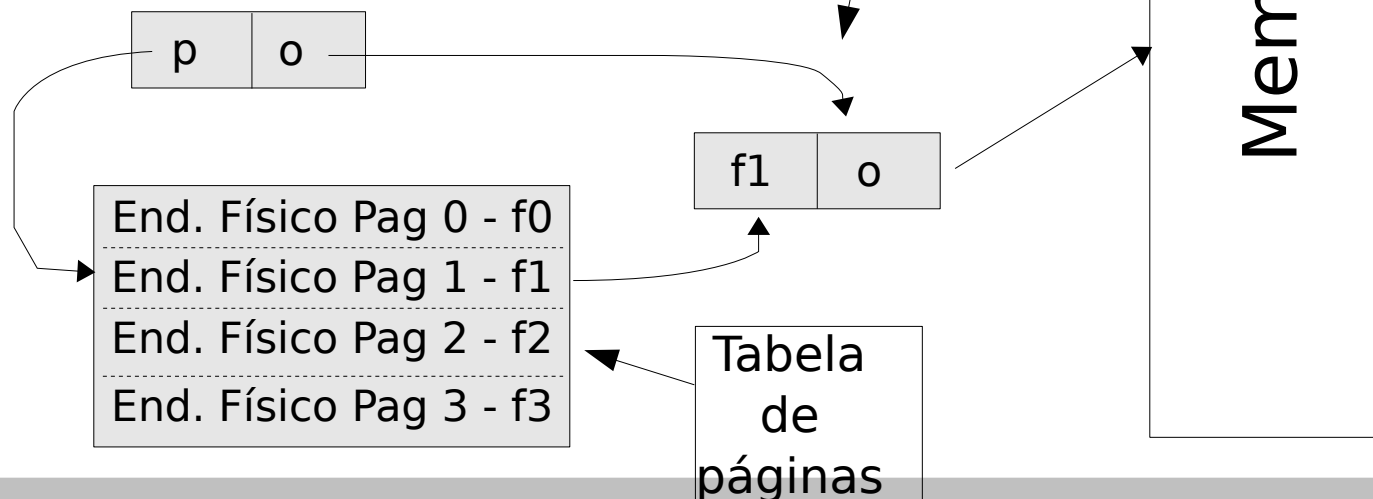 p
o
f1
o
End. Físico Pag 0 - f0
End. Físico Pag 1 - f1
End. Físico Pag 2 - f2
End. Físico Pag 3 - f3
Tabela
de
páginas
Mem